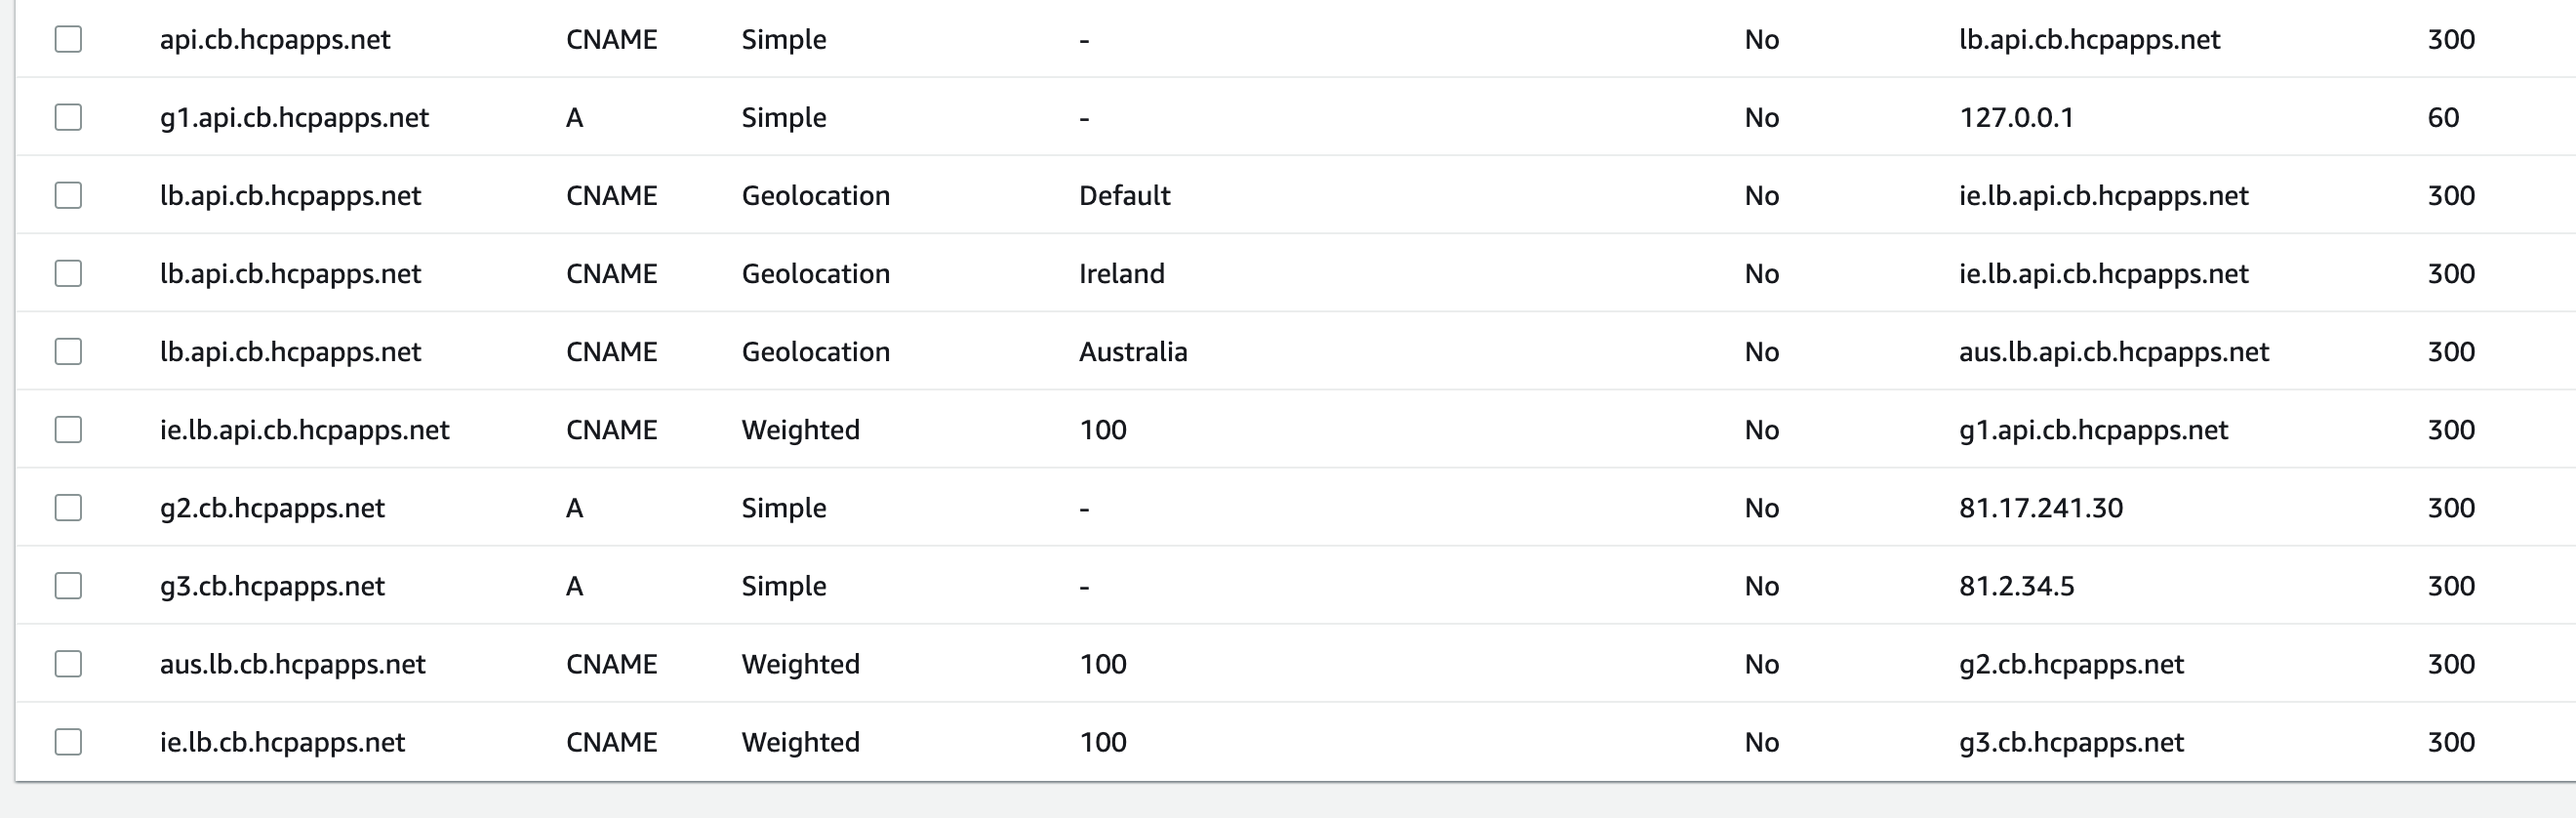 api.cb.hcpapps.net CNAME Simple - No lb.api.cb.hcpapps.net 300
g1.api.cb.hcpapps.net A Simple - No 127.0.0.1 60
lb.api.cb.hcpapps.net CNAME Geolocation Default No ie.lb.api.cb.hcpapps.net 300
lb.api.cb.hcpapps.net CNAME Geolocation Ireland No ie.lb.api.cb.hcpapps.net 300
lb.api.cb.hcpapps.net CNAME Geolocation Australia No aus.lb.api.cb.hcpapps.net 300
ie.lb.api.cb.hcpapps.net CNAME Weighted 100 No g1.api.cb.hcpapps.net 300
g2.cb.hcpapps.net A Simple - No 81.17.241.30 300
g3.cb.hcpapps.net A Simple - No 81.2.34.5 300
aus.lb.cb.hcpapps.net CNAME Weighted 100 No g2.cb.hcpapps.net 300
ie.lb.cb.hcpapps.net CNAME Weighted 100 No g3.cb.hcpapps.net 300